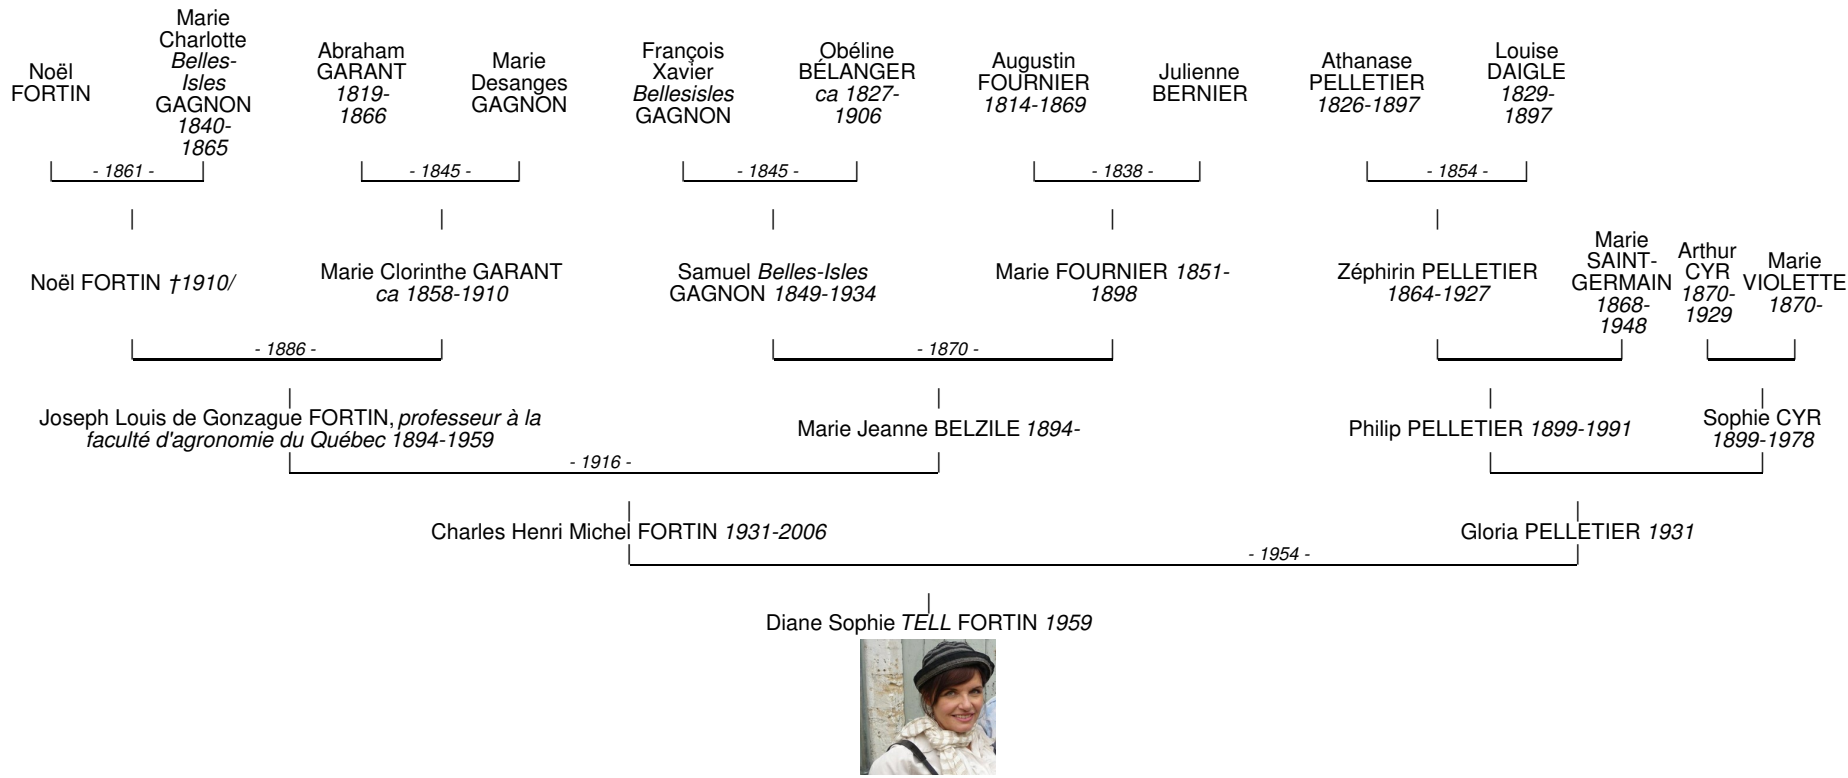 Noël
FORTIN
Marie
Charlotte
Belles-
Isles
GAGNON
1840-
1865
Abraham
GARANT
1819-
1866
Marie
Desanges
GAGNON
François
Xavier
Bellesisles
GAGNON
Obéline
BÉLANGER
ca 1827-
1906
Augustin
FOURNIER
1814-1869
Julienne
BERNIER
Athanase
PELLETIER
1826-1897
Louise
DAIGLE
1829-
1897
- 1861 -
- 1845 -
- 1845 -
- 1838 -
- 1854 -
Noël FORTIN †1910/
Marie Clorinthe GARANT
ca 1858-1910
Samuel Belles-Isles
GAGNON 1849-1934
Marie FOURNIER 1851-
1898
Zéphirin PELLETIER
1864-1927
Marie
SAINT-
GERMAIN
1868-
1948
Arthur
CYR
1870-
1929
Marie
VIOLETTE
1870-
- 1886 -
- 1870 -
Joseph Louis de Gonzague FORTIN, professeur à la
faculté d'agronomie du Québec 1894-1959
Marie Jeanne BELZILE 1894-
Philip PELLETIER 1899-1991
Sophie CYR
1899-1978
- 1916 -
Charles Henri Michel FORTIN 1931-2006
Gloria PELLETIER 1931
- 1954 -
Diane Sophie TELL FORTIN 1959